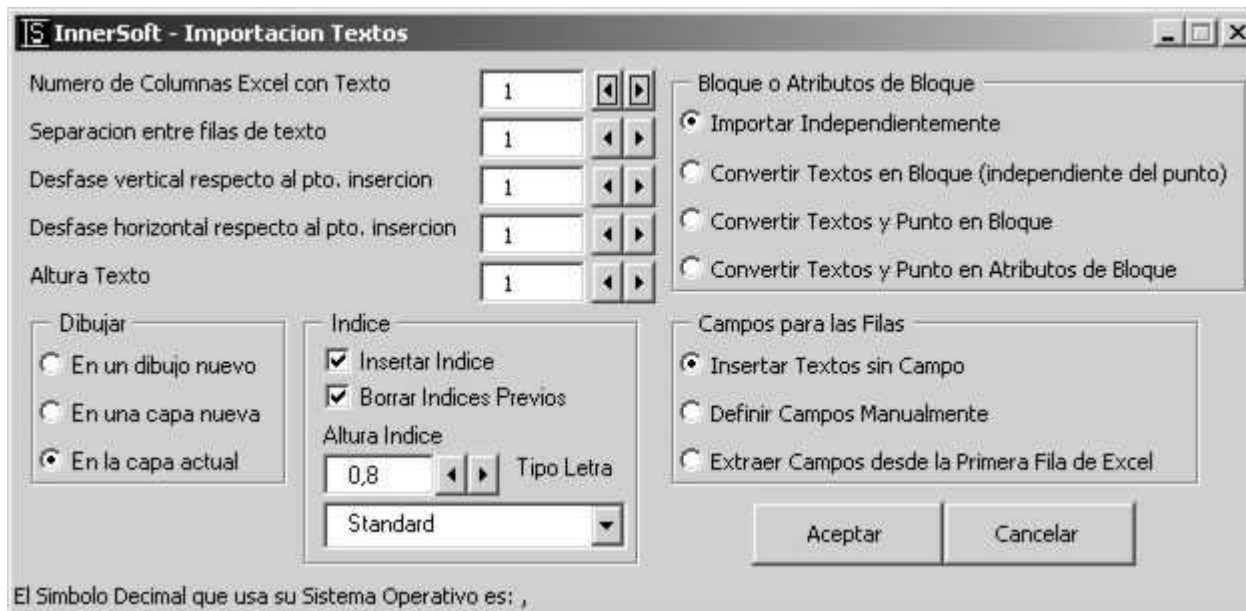 InnerSoft - Importacion Textos
Numero de Columnas Excel con Texto 1
Separacion entre filas de texto 1
Desfase vertical respecto al pto. insercion 1
Desfase horizontal respecto al pto. insercion 1
Altura Texto 1
Bloque o Atributos de Bloque
Importar Independientemente
Convertir Textos en Bloque (independiente del punto)
Convertir Textos y Punto en Bloque
Convertir Textos y Punto en Atributos de Bloque
Dibujar
En un dibujo nuevo
En una capa nueva
En la capa actual
Indice
Insertar Indice
Borrar Indices Previos
Altura Indice
0,8 Tipo Letra
Standard
Campos para las Filas
Insertar Textos sin Campo
Definir Campos Manualmente
Extraer Campos desde la Primera Fila de Excel
Aceptar Cancelar
El Simbolo Decimal que usa su Sistema Operativo es: ,